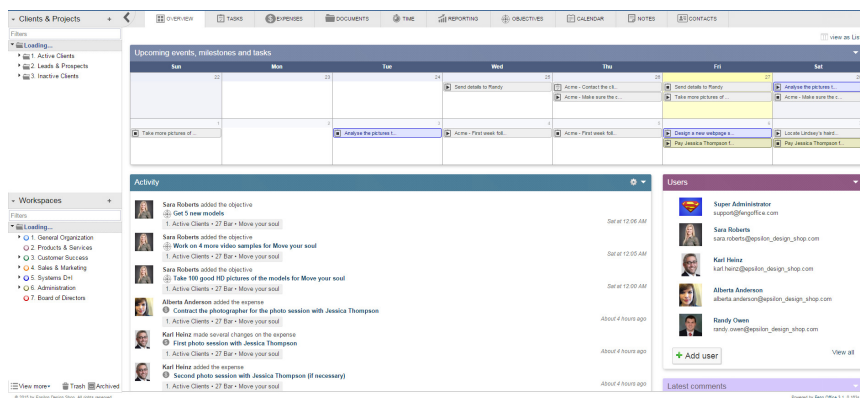 Clients & Projects +
OVERVIEW TASKS EXPENSES DOCUMENTS TIME REPORTING OBJECTIVES CALENDAR NOTES CONTACTS
Filters
view as Lis
Loading...
1. Active Clients
2. Leads & Prospects
3. Inactive Clients
Upcoming events, milestones and tasks
Sun Mon Tue Wed Thu Fri Sat
22 23 24 25 26 27
Send details to Randy Acme - Contact the cli... Send details to Randy Analyse the pictures t...
Acme - Make sure the c... Take more pictures of ... Acme - Make sure the c...
Take more pictures of ... Analyse the pictures t... Acme - First week foll... Acme - First week foll... Design a new webpage s... Locate Lindsey's hard...
Pay Jessica Thompson f... Pay Jessica Thompson f...
Workspaces +
Filters
Loading...
1. General Organization
2. Products & Services
3. Customer Success
4. Sales & Marketing
5. Systems D+I
6. Administration
7. Board of Directors
View more Trash Archived
Activity
Sara Roberts added the objective
Get 5 new models
1. Active Clients • 27 Bar • Move your soul
Sat at 12:06 AM
Sara Roberts added the objective
Work on 4 more video samples for Move your soul
1. Active Clients • 27 Bar • Move your soul
Sat at 12:05 AM
Sara Roberts added the objective
Take 100 good HD pictures of the models for Move your soul
1. Active Clients • 27 Bar • Move your soul
Alberta Anderson added the expense
Contract the photographer for the photo session with Jessica Thompson
1. Active Clients • 27 Bar • Move your soul
About 4 hours ago
Karl Heinz made several changes on the expense
First photo session with Jessica Thompson
1. Active Clients • 27 Bar • Move your soul
About 4 hours ago
Karl Heinz added the expense
Second photo session with Jessica Thompson (if necessary)
1. Active Clients • 27 Bar • Move your soul
About 4 hours ago
Users
Super Administrator
support@fengoffice.com
Sara Roberts
sara.roberts@epsilon_design_shop.com
Karl Heinz
karl.heinz@epsilon_design_shop.com
Alberta Anderson
alberta.anderson@epsilon_design_shop.com
Randy Owen
randy.owen@epsilon_design_shop.com
Add user
View all
Latest comments
Powered by Feng Office